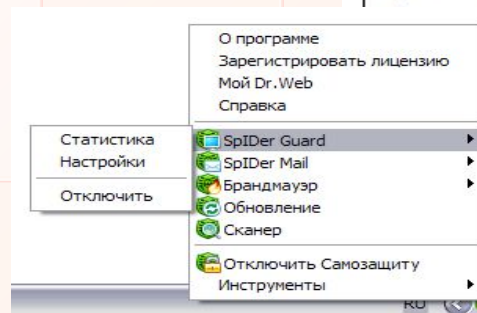 О программе
Зарегистрировать лицензию
Мой Dr.Web
Справка
SpIDer Guard
SpIDer Mail
Брандмауэр
Обновление
Сканер
Отключить Самозащиту
Инструменты
Статистика
Настройки
Отключить
RU